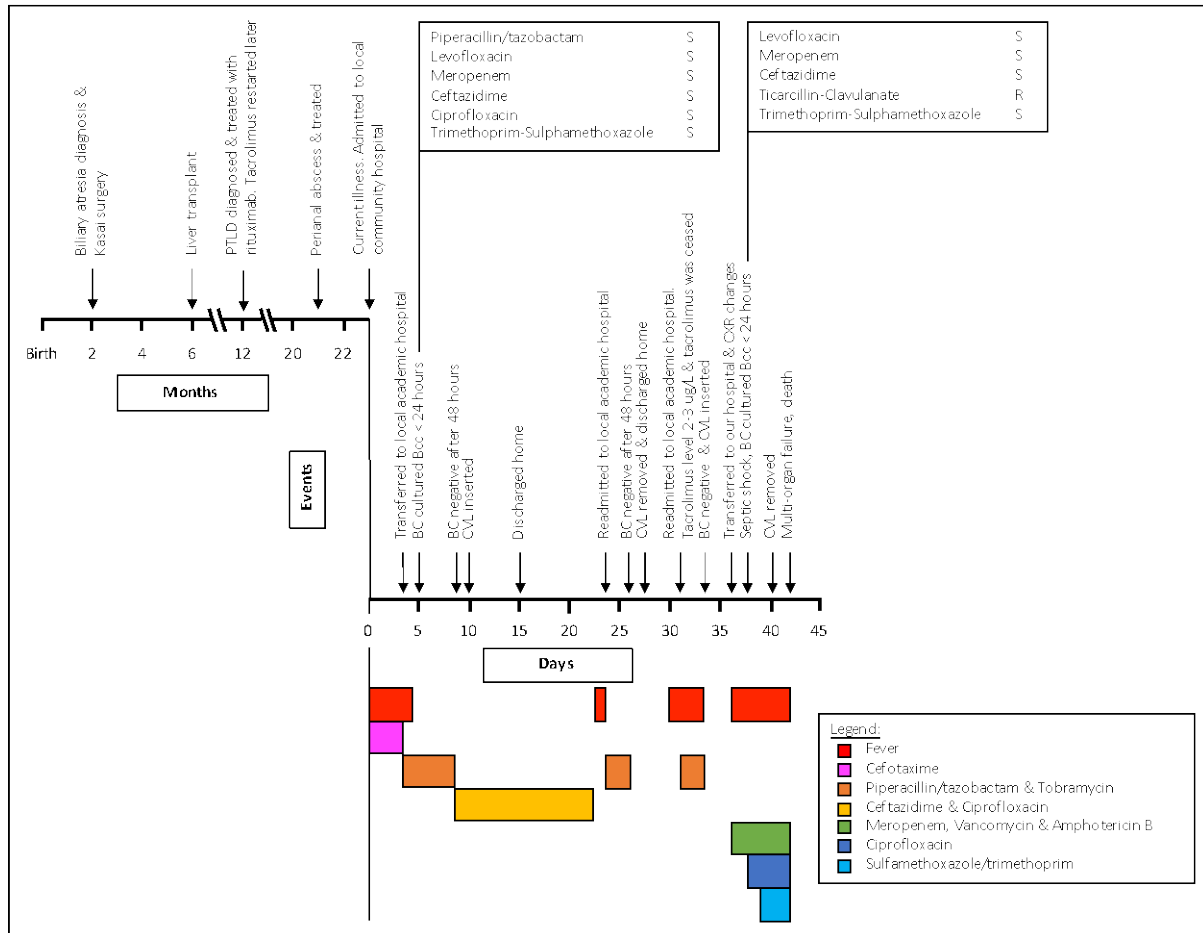 Piperacillin/tazobactam S
Levofloxacin S
Meropenem S
Ceftazidime S
Ciprofloxacin S
Trimethoprim-Sulphamethoxazole S
Levofloxacin S
Meropenem S
Ceftazidime S
Ticarcillin-Clavulanate R
Trimethoprim-Sulphamethoxazole S
Biliary atresia diagnosis &
Kasai surgery
Liver transplant
PTLD diagnosed & treated with
rituximab. Tacrolimus restarted later
Perianal abscess & treated
Current illness. Admitted to local
community hospital
Birth 2 4 6 12 20 22
Months
Events
Transferred to local academic hospital
BC cultured Bcc < 24 hours
BC negative after 48 hours
CVL inserted
Discharged home
Readmitted to local academic hospital
BC negative after 48 hours
CVL removed & discharged home
Readmitted to local academic hospital.
Tacrolimus level 2-3 ug/L & tacrolimus was ceased
BC negative & CVL inserted
Transferred to our hospital & CXR changes
Septic shock, BC cultured Bcc < 24 hours
CVL removed
Multi-organ failure, death
0 5 10 15 20 25 30 35 40 45
Days
Legend:
Fever
Cefotaxime
Piperacillin/tazobactam & Tobramycin
Ceftazidime & Ciprofloxacin
Meropenem, Vancomycin & Amphotericin B
Ciprofloxacin
Sulfamethoxazole/trimethoprim